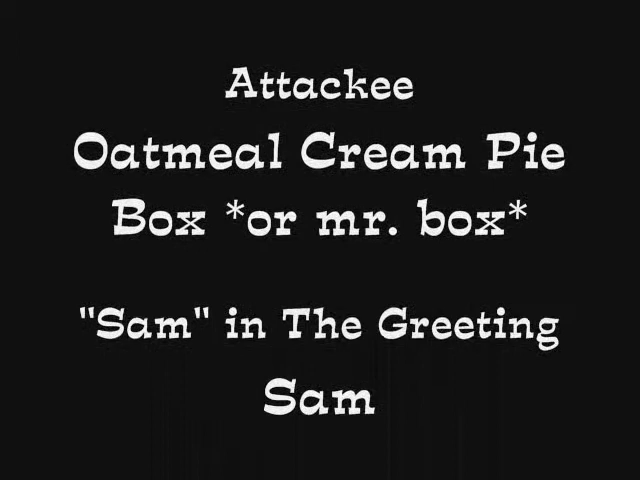 Attackee
Oatmeal Cream Pie
Box *or mr. box*
"Sam" in The Greeting
Sam